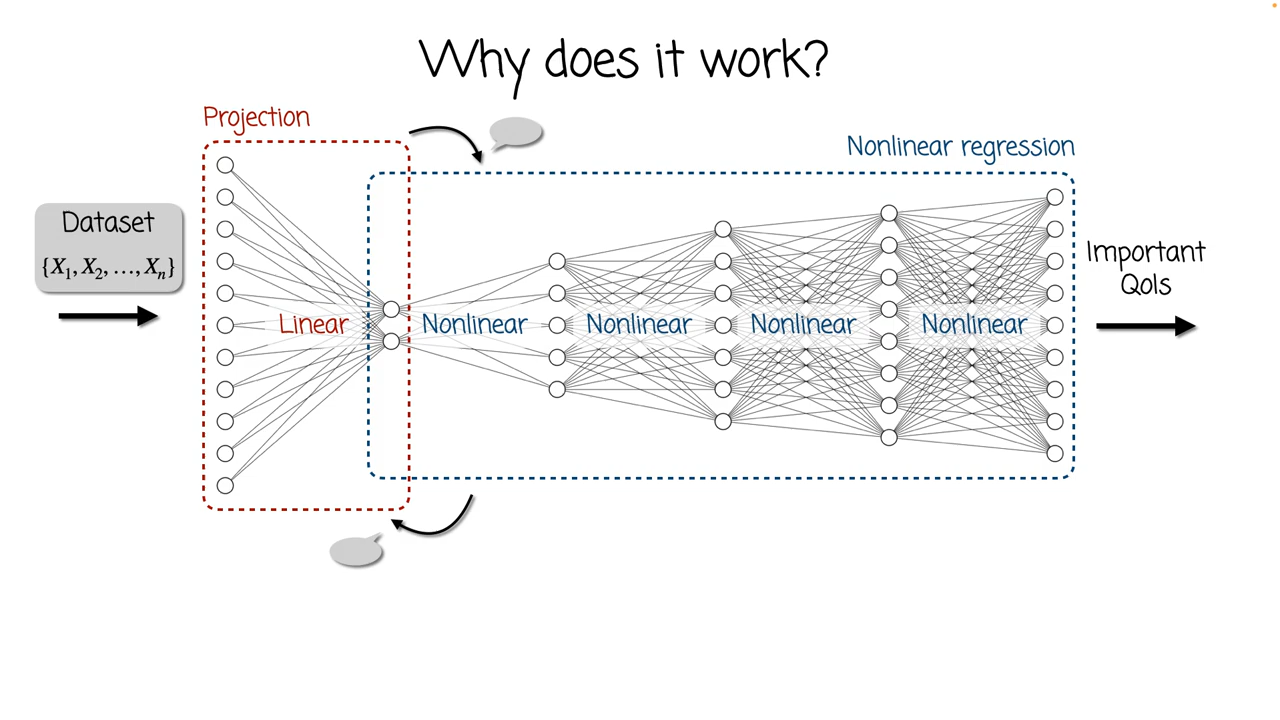 Why does it work?
Projection
Nonlinear regression
Dataset
{X₁, X₂, …, Xₙ}
Linear
Nonlinear
Nonlinear
Nonlinear
Nonlinear
Important
QoIs